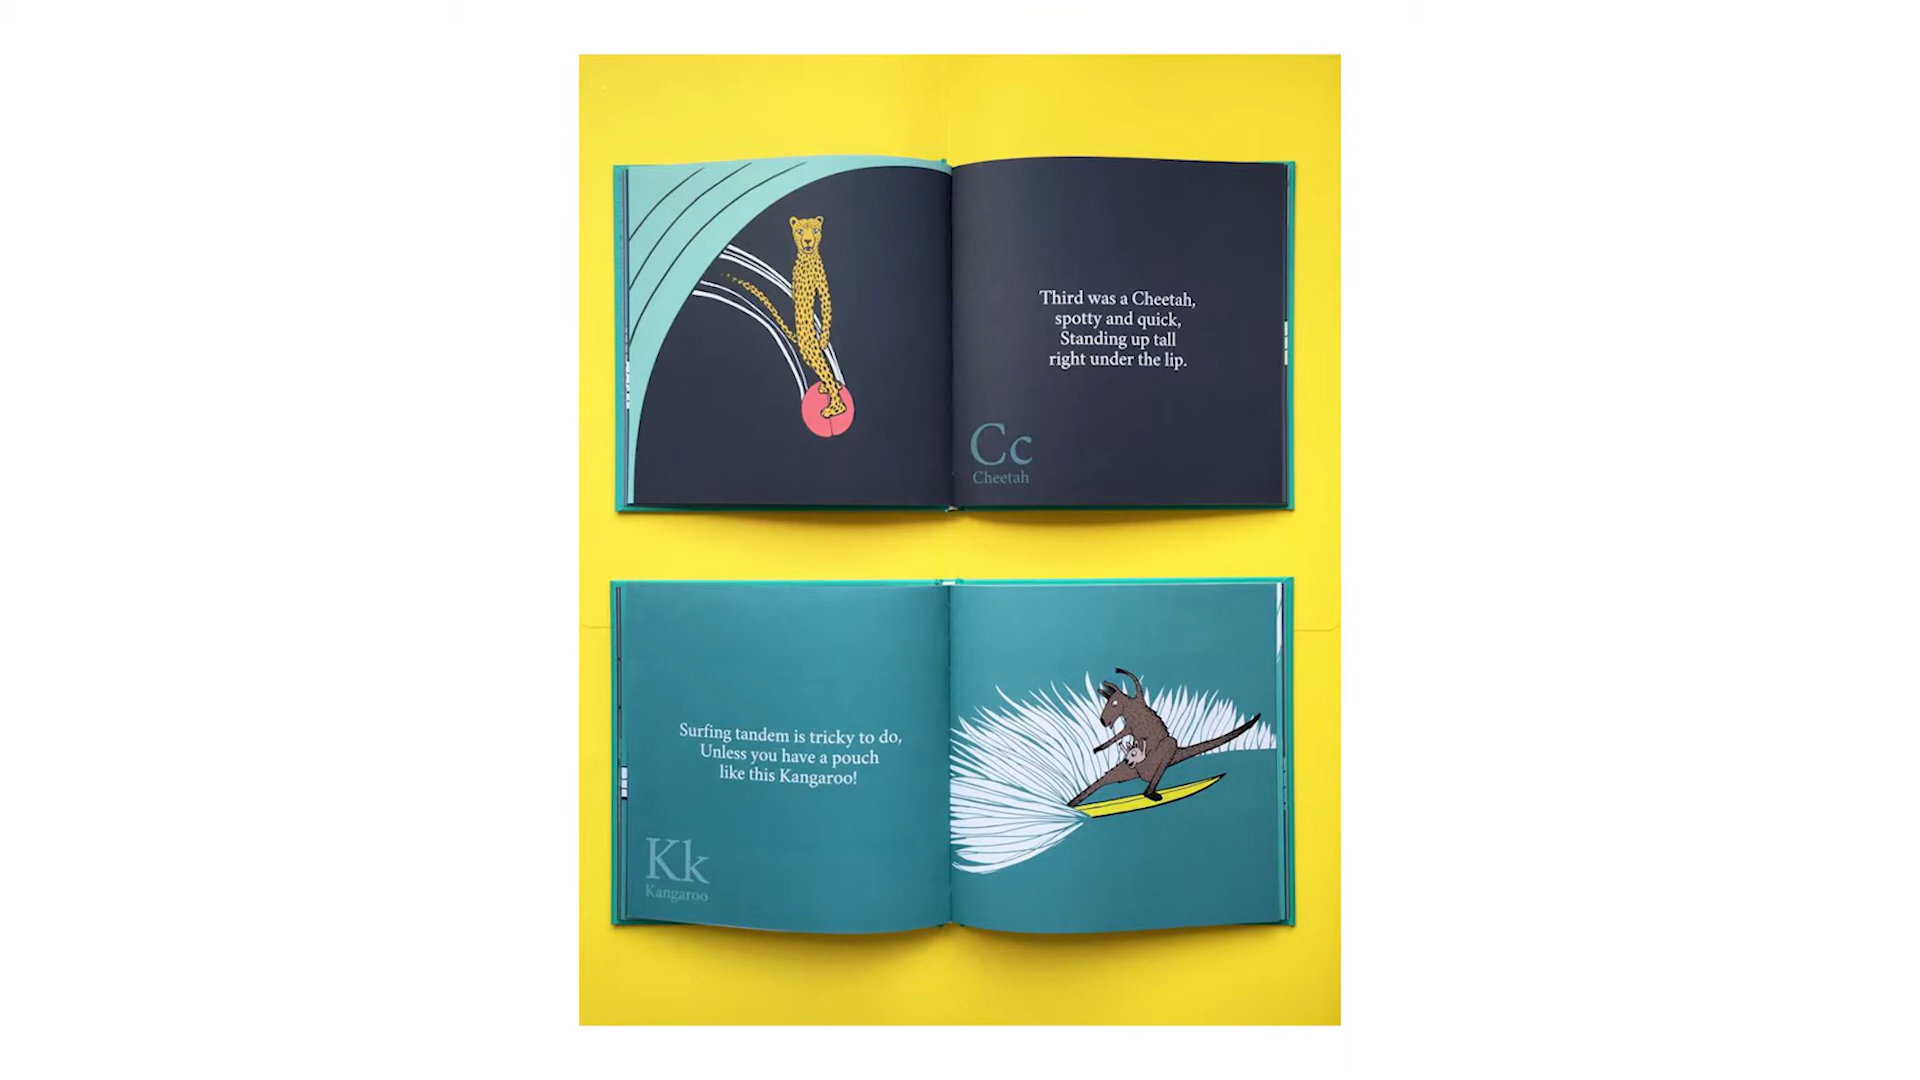 Third was a Cheetah,
spotty and quick,
Standing up tall
right under the lip.
Cc
Cheetah
Surfing tandem is tricky to do,
Unless you have a pouch
like this Kangaroo!
Kk
Kangaroo